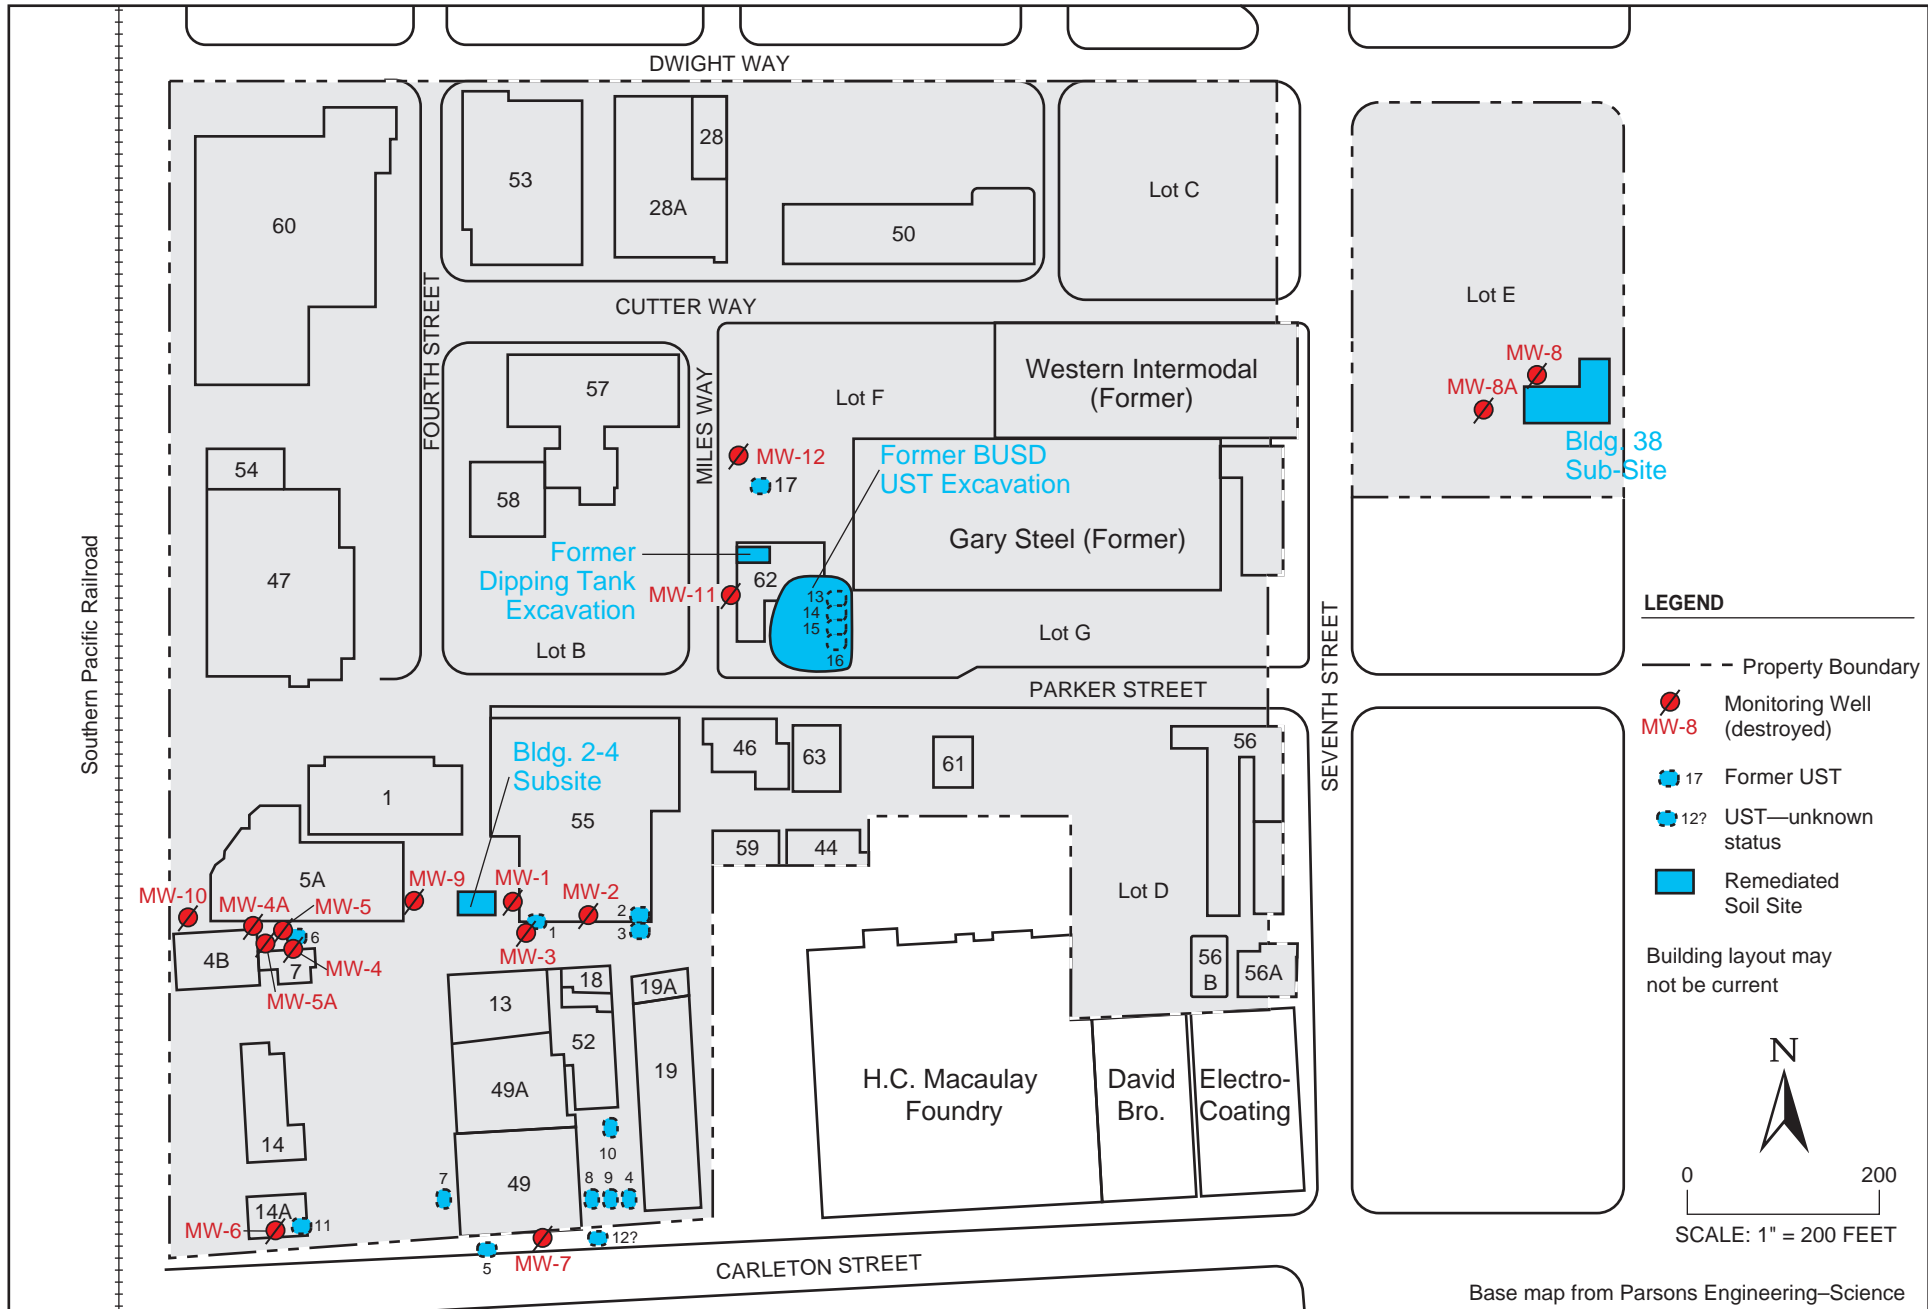 DWIGHT WAY
28
53
28A
Lot C
60
50
Lot E
CUTTER WAY
FOURTH STREET
MW-8
MW-8A
Western Intermodal
(Former)
57
Lot F
MILES WAY
Bldg. 38
Sub-Site
MW-12
17
Former BUSD
UST Excavation
54
58
Gary Steel (Former)
Former
Dipping Tank
Excavation
62
MW-11
13
14
15
16
47
Lot B
Lot G
Southern Pacific Railroad
SEVENTH STREET
PARKER STREET
LEGEND
Property Boundary
MW-8
Monitoring Well
(destroyed)
17
Former UST
12?
UST—unknown
status
Remediated
Soil Site
Building layout may
not be current
Bldg. 2-4
Subsite
46
63
61
56
1
55
59
44
5A
MW-10
MW-4A
MW-5
MW-9
MW-1
MW-2
2
3
1
6
MW-3
Lot D
4B
7
MW-4
MW-5A
56
B
56A
13
18
19A
52
49A
19
H.C. Macaulay
Foundry
David
Bro.
Electro-
Coating
14
10
7
49
8
9
4
14A
MW-6
11
12?
5
MW-7
CARLETON STREET
N
0
200
SCALE: 1" = 200 FEET
Base map from Parsons Engineering–Science